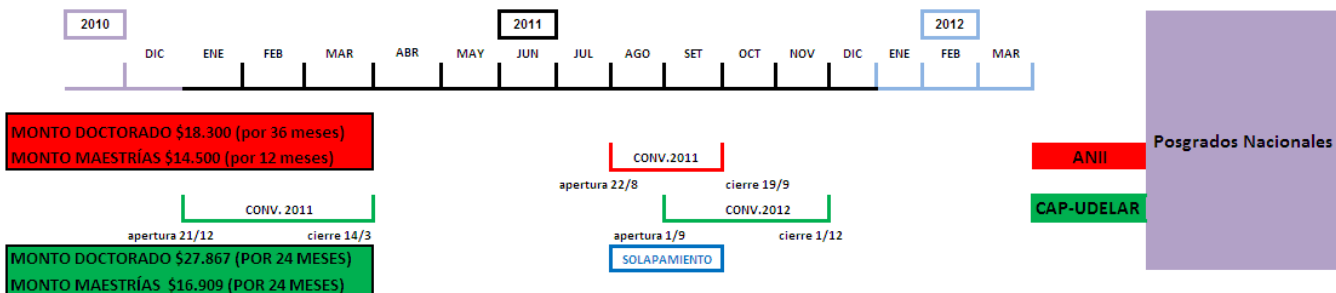 2010
2011
2012
DIC ENE FEB MAR ABR MAY JUN JUL AGO SET OCT NOV DIC ENE FEB MAR
MONTO DOCTORADO $18.300 (por 36 meses)
MONTO MAESTRÍAS $14.500 (por 12 meses)
CONV.2011
apertura 22/8
cierre 19/9
ANII
Posgrados Nacionales
CONV. 2011
CONV.2012
CAP-UDELAR
apertura 21/12
cierre 14/3
apertura 1/9
cierre 1/12
MONTO DOCTORADO $27.867 (POR 24 MESES)
MONTO MAESTRÍAS $16.909 (POR 24 MESES)
SOLAPAMIENTO